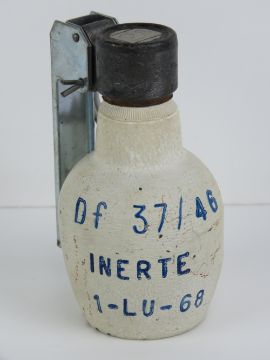 Df 37/46
INERTE
1-LU-68